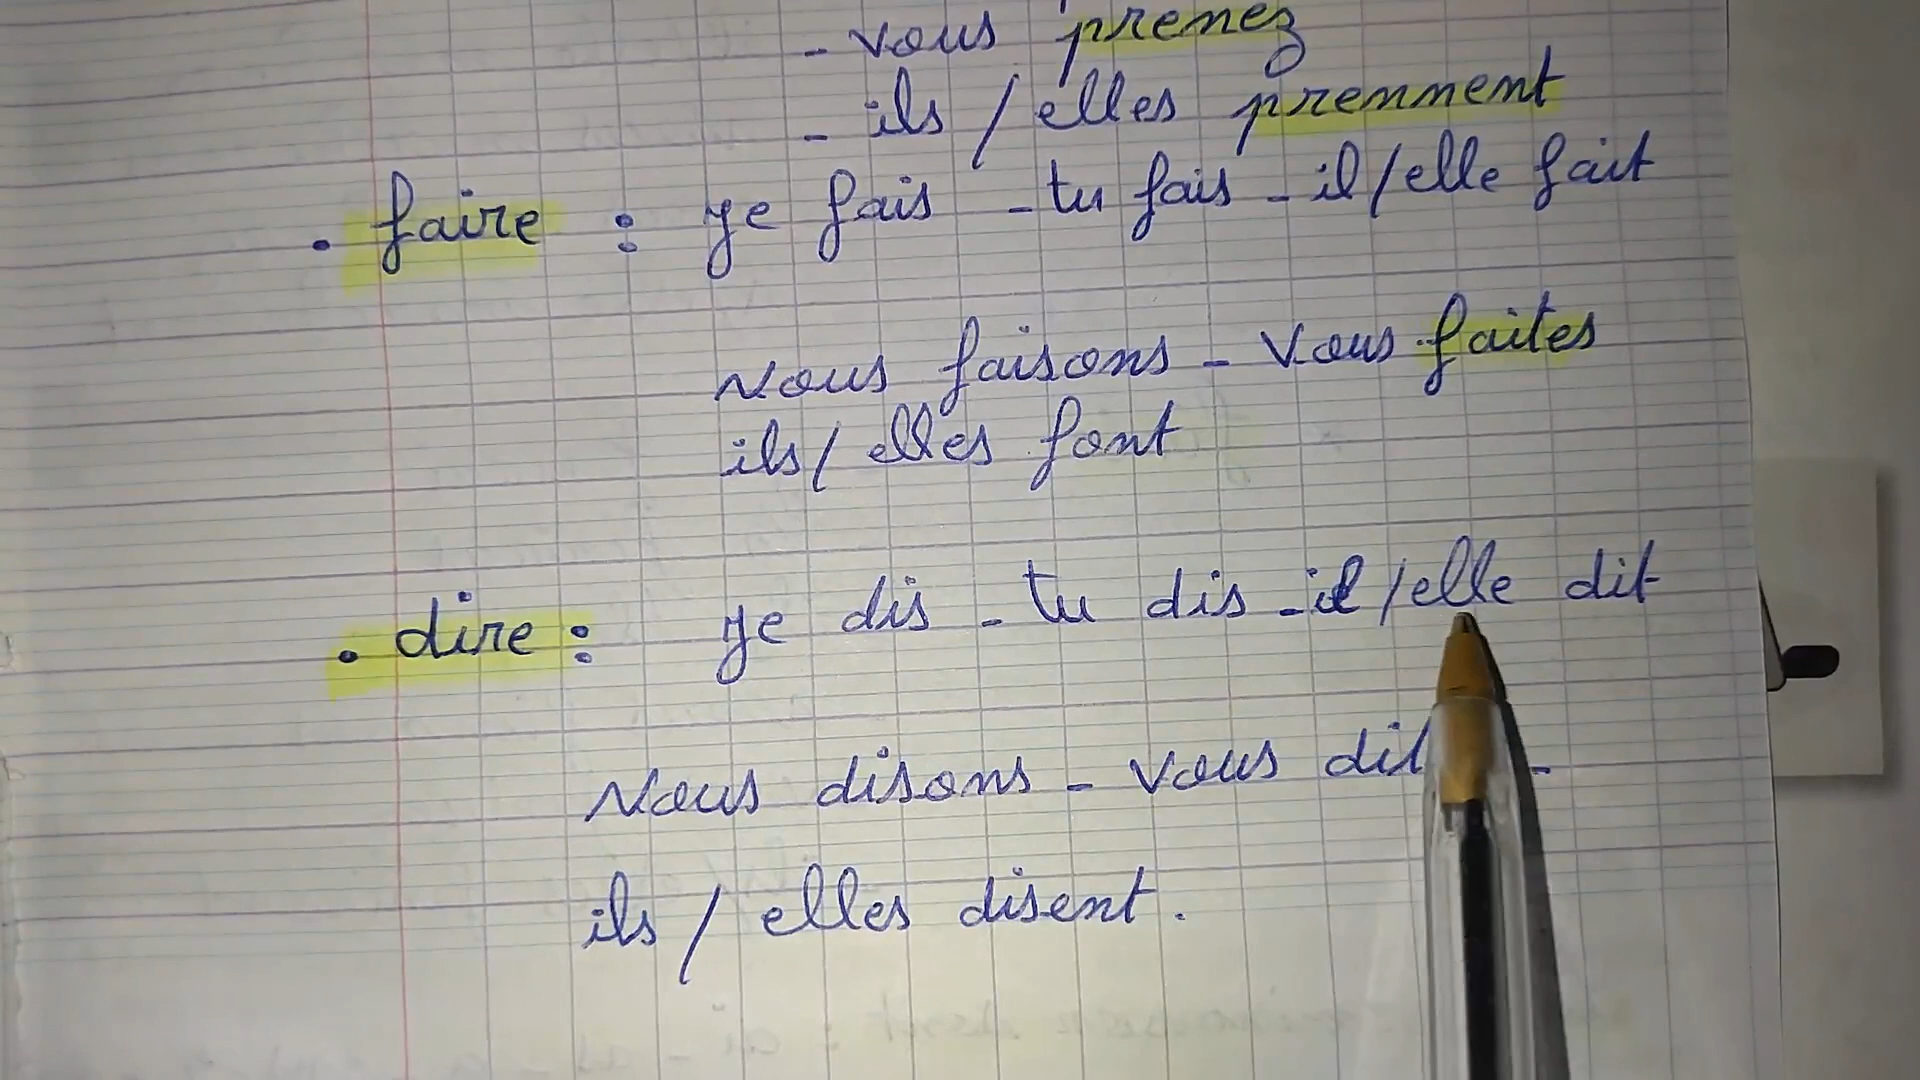 - vous prenez
- ils / elles prennent
. faire : je fais - tu fais - il / elle fait
Nous faisons - Vous faites
ils / elles font
. dire : je dis - tu dis - il / elle dit
Nous disons - Vous -
ils / elles disent.